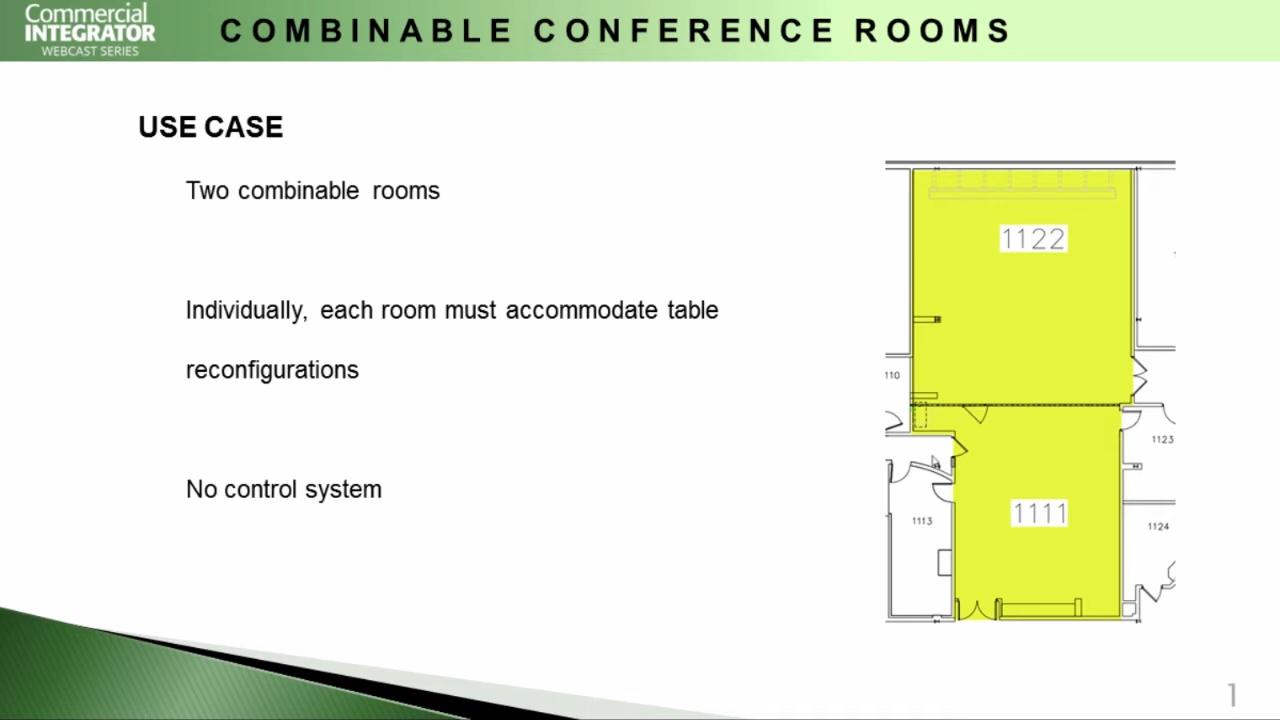 Commercial
INTEGRATOR
WEBCAST SERIES
COMBINABLE CONFERENCE ROOMS
USE CASE
Two combinable rooms
Individually, each room must accommodate table
reconfigurations
No control system
1122
110
1123
1111
1113
1124
1